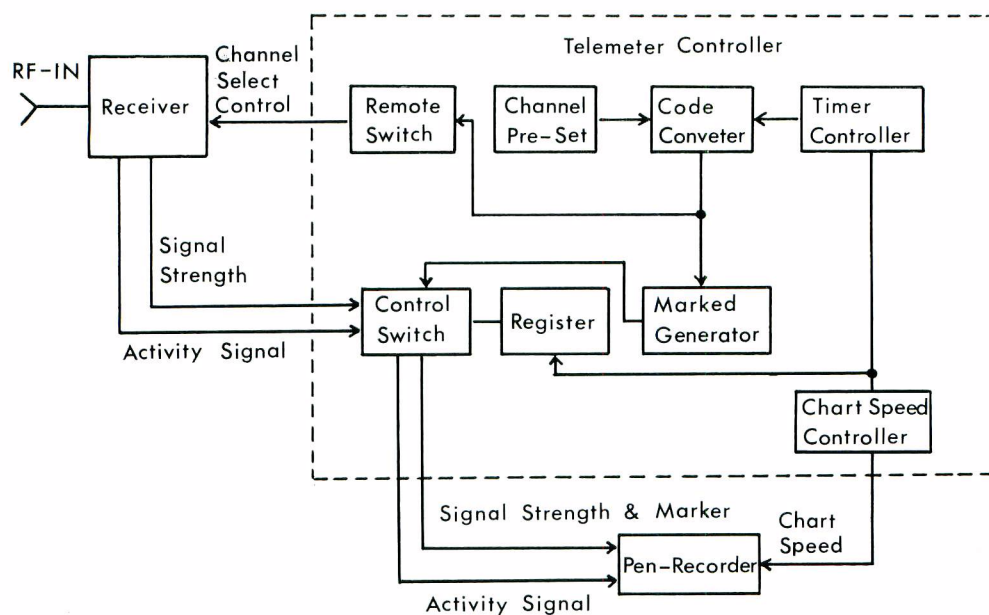 Telemeter Controller
RF-IN
Receiver
Channel
Select
Control
Remote
Switch
Channel
Pre-Set
Code
Conveter
Timer
Controller
Signal
Strength
Activity Signal
Control
Switch
Register
Marked
Generator
Chart Speed
Controller
Signal Strength & Marker
Chart
Speed
Pen-Recorder
Activity Signal